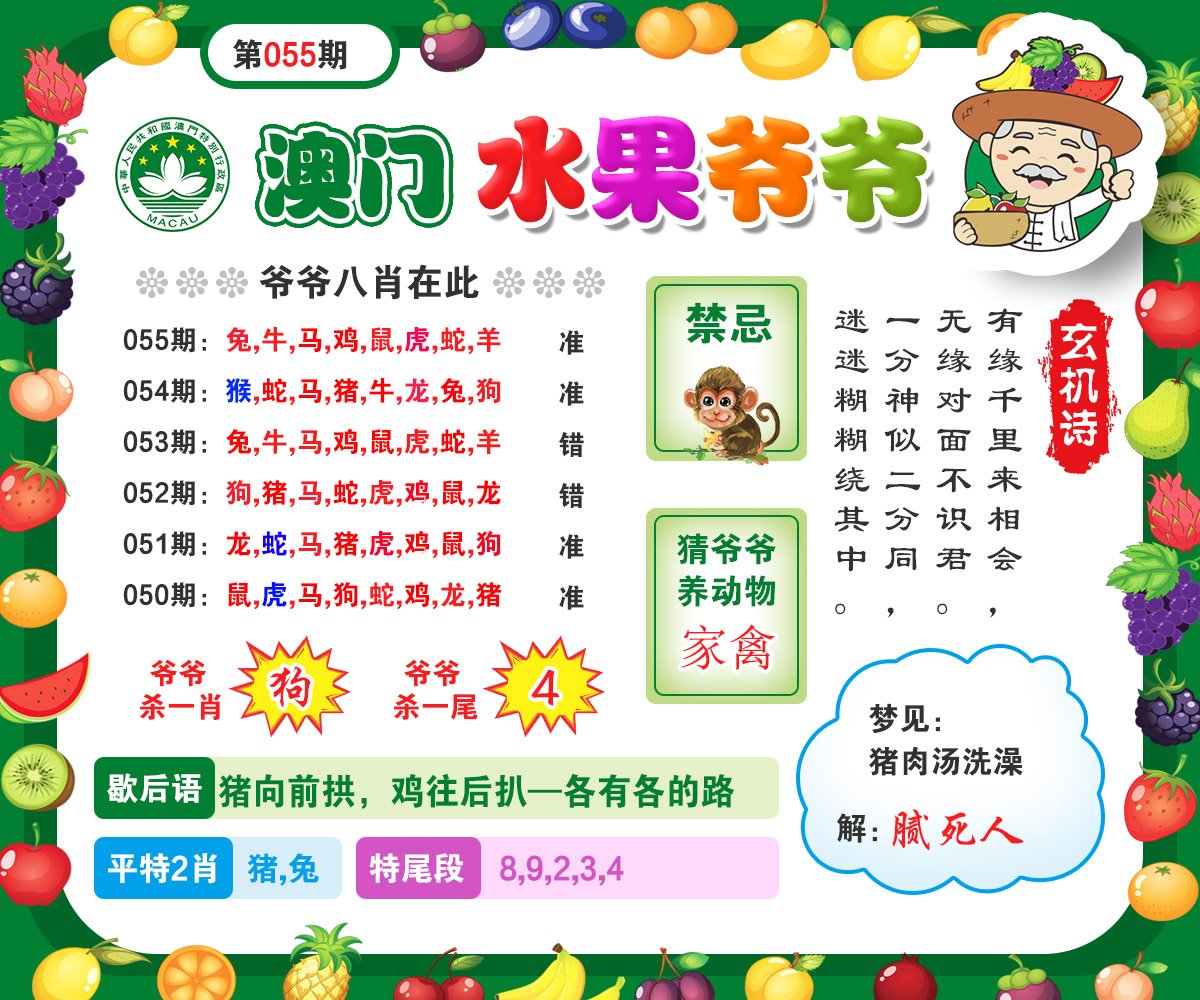 第055期
中華人民共和國澳門特別行政區
MACAU
澳门 水果爷爷
爷爷八肖在此
055期：兔,牛,马,鸡,鼠,虎,蛇,羊 准
054期：猴,蛇,马,猪,牛,龙,兔,狗 准
053期：兔,牛,马,鸡,鼠,虎,蛇,羊 错
052期：狗,猪,马,蛇,虎,鸡,鼠,龙 错
051期：龙,蛇,马,猪,虎,鸡,鼠,狗 准
050期：鼠,虎,马,狗,蛇,鸡,龙,猪 准
爷爷
杀一肖
狗
爷爷
杀一尾
4
禁忌
猜爷爷
养动物
家禽
玄机诗
有缘千里来相会，
无缘对面不识君。
一分神似二分同，
迷迷糊糊绕其中。
梦见：
猪肉汤洗澡
解：腻死人
歇后语 猪向前拱，鸡往后扒—各有各的路
平特2肖 猪,兔
特尾段 8,9,2,3,4